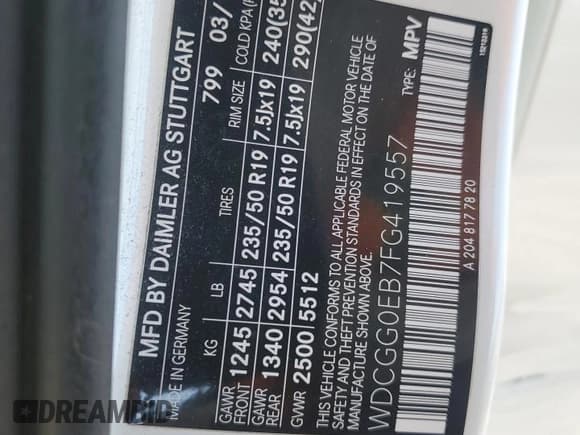 MFD BY DAIMLER AG STUTTGART
MADE IN GERMANY 799 03/
KG LB TIRES RIM SIZE COLD KPA
GAWR FRONT 1245 2745 235/50 R19 7.5Jx19 240(35
GAWR 1340 2954 235/50 R19 7.5Jx19 290(42
GVWR 2500 5512
THIS VEHICLE CONFORMS TO ALL APPLICABLE FEDERAL MOTOR VEHICLE
SAFETY AND THEFT PREVENTION STANDARDS IN EFFECT ON THE DATE OF
MANUFACTURE SHOWN ABOVE. TYPE: MPV
WDCGG0EB7FG419557
A 204 817 78 20
DREAMBID